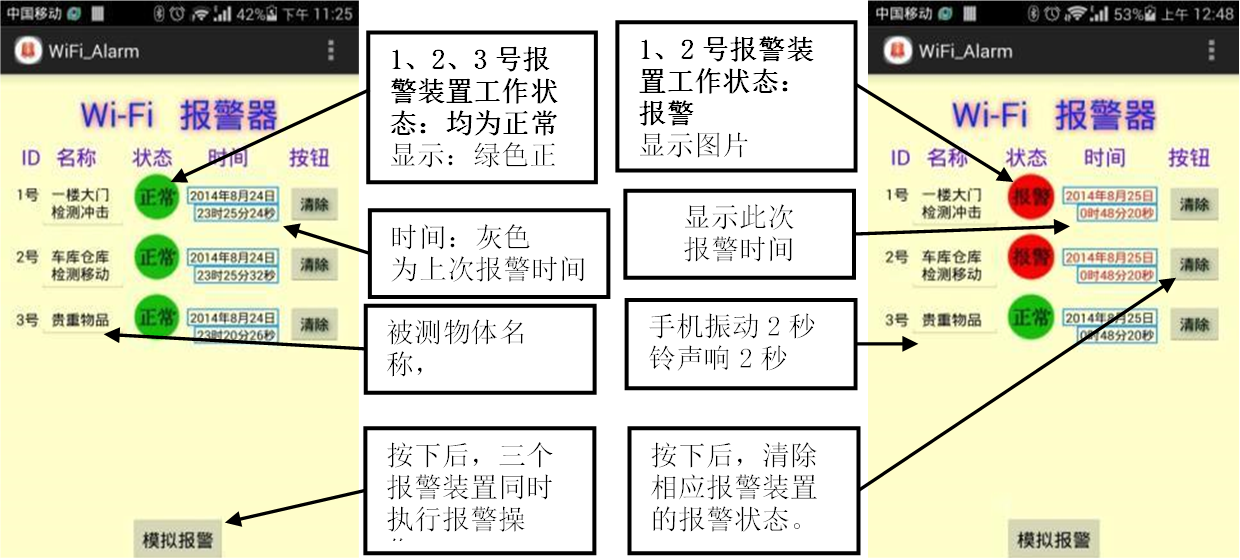 中国移动 42% 下午 11:25
WiFi_Alarm
Wi-Fi 报警器
ID 名称 状态 时间 按钮
1号 一楼大门 检测冲击 正常 2014年8月24日 23时25分24秒 清除
2号 车库仓库 检测移动 正常 2014年8月24日 23时25分32秒 清除
3号 贵重物品 正常 2014年8月24日 23时20分26秒 清除
模拟报警
1、2、3号报
警装置工作状
态：均为正常
显示：绿色正
时间：灰色
为上次报警时间
被测物体名
称，
按下后，三个
报警装置同时
执行报警操
1、2号报警装
置工作状态：
报警
显示图片
显示此次
报警时间
手机振动2秒
铃声响2秒
按下后，清除
相应报警装置
的报警状态。
中国移动 53% 上午 12:48
WiFi_Alarm
Wi-Fi 报警器
ID 名称 状态 时间 按钮
1号 一楼大门 检测冲击 报警 2014年8月25日 0时48分20秒 清除
2号 车库仓库 检测移动 报警 2014年8月25日 0时48分20秒 清除
3号 贵重物品 正常 2014年8月25日 0时48分20秒 清除
模拟报警